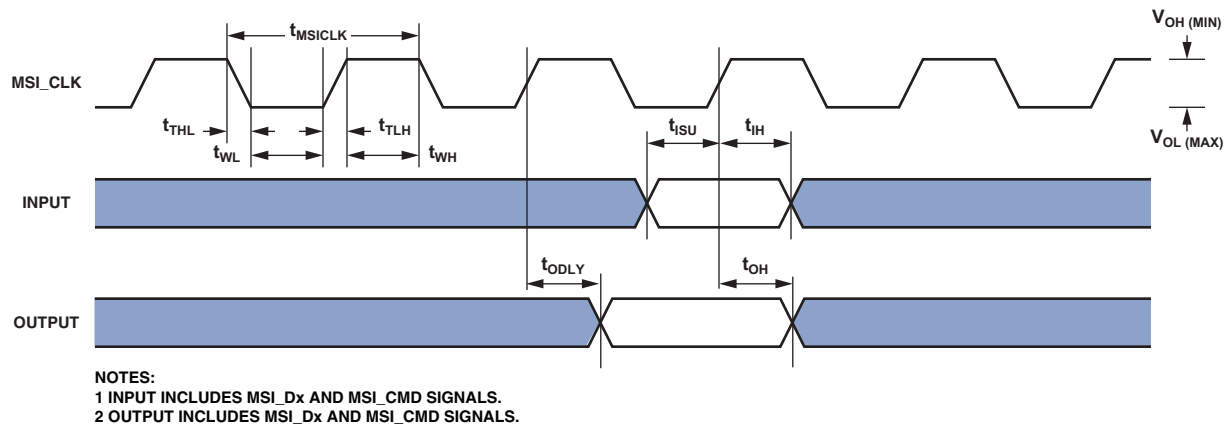 VOH (MIN)
tMSICLK
MSI_CLK
tTHL
tTLH
tISU
tIH
tWL
tWH
VOL (MAX)
INPUT
tODLY
tOH
OUTPUT
NOTES:
1 INPUT INCLUDES MSI_Dx AND MSI_CMD SIGNALS.
2 OUTPUT INCLUDES MSI_Dx AND MSI_CMD SIGNALS.